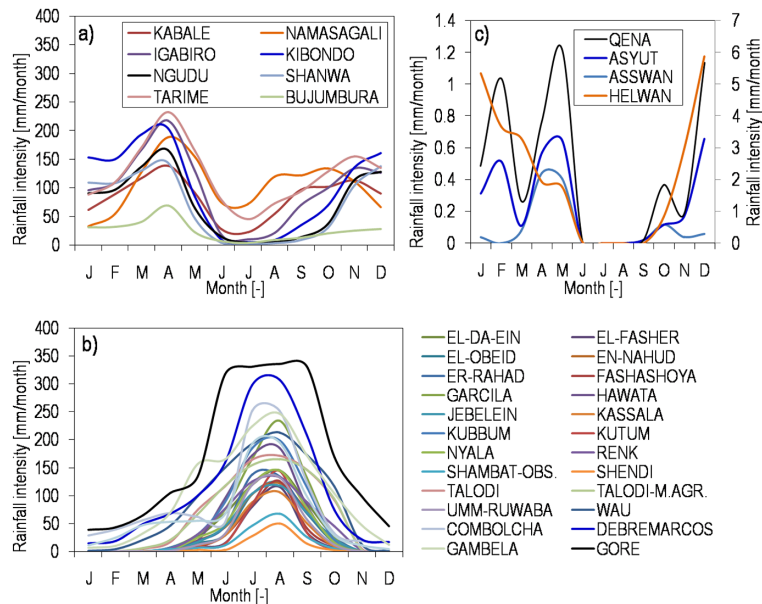 a)
KABALE NAMASAGALI
IGABIRO KIBONDO
NGUDU SHANWA
TARIME BUJUMBURA
Rainfall intensity [mm/month]
400
350
300
250
200
150
100
50
0
J F M A M J J A S O N D
Month [-]
c)
QENA
ASYUT
ASSWAN
HELWAN
Rainfall intensity [mm/month]
1.4
1.2
1
0.8
0.6
0.4
0.2
0
7
6
5
4
3
2
1
0
Rainfall intensity [mm/month]
J F M A M J J A S O N D
Month [-]
b)
Rainfall intensity [mm/month]
400
350
300
250
200
150
100
50
0
J F M A M J J A S O N D
Month [-]
EL-DA-EIN EL-FASHER
EL-OBEID EN-NAHUD
ER-RAHAD FASHASHOYA
GARCILA HAWATA
JEBELEIN KASSALA
KUBBUM KUTUM
NYALA RENK
SHAMBAT-OBS. SHENDI
TALODI TALODI-M.AGR.
UMM-RUWABA WAU
COMBOLCHA DEBREMARCOS
GAMBELA GORE